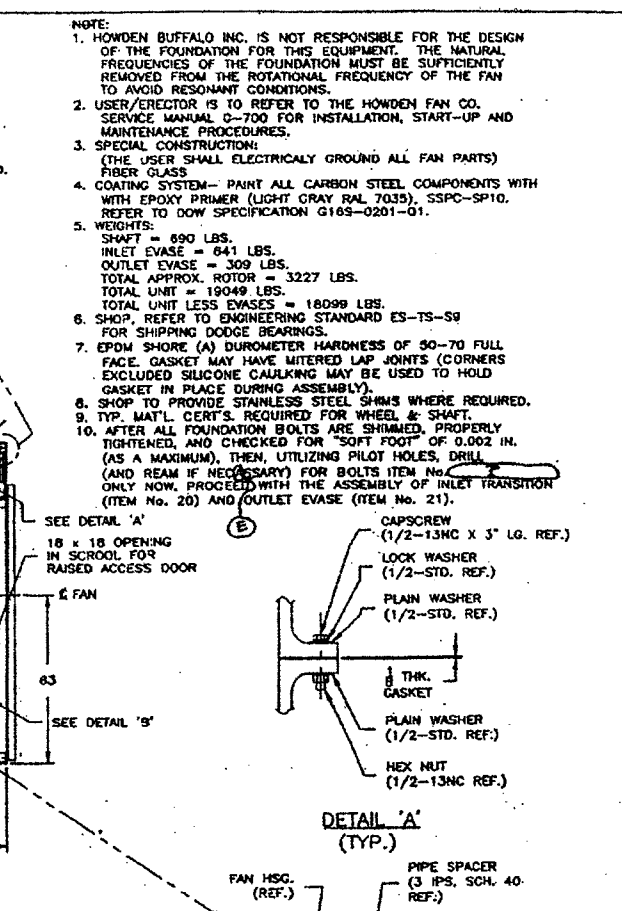 NOTE:
1. HOWDEN BUFFALO INC. IS NOT RESPONSIBLE FOR THE DESIGN
OF THE FOUNDATION FOR THIS EQUIPMENT. THE NATURAL
FREQUENCIES OF THE FOUNDATION MUST BE SUFFICIENTLY
REMOVED FROM THE ROTATIONAL FREQUENCY OF THE FAN
TO AVOID RESONANT CONDITIONS.
2. USER/ERECTOR IS TO REFER TO THE HOWDEN FAN CO.
SERVICE MANUAL O-700 FOR INSTALLATION, START-UP AND
MAINTENANCE PROCEDURES.
3. SPECIAL CONSTRUCTION:
(THE USER SHALL ELECTRICALY GROUND ALL FAN PARTS)
FIBER GLASS
4. COATING SYSTEM- PAINT ALL CARBON STEEL COMPONENTS WITH
WITH EPOXY PRIMER (LIGHT GRAY RAL 7035), SSPC-SP10.
REFER TO DOW SPECIFICATION G16S-0201-01.
5. WEIGHTS:
SHAFT = 690 LBS.
INLET EVASE = 641 LBS.
OUTLET EVASE = 309 LBS.
TOTAL APPROX. ROTOR = 3227 LBS.
TOTAL UNIT = 19049 LBS.
TOTAL UNIT LESS EVASES = 18099 LBS.
6. SHOP, REFER TO ENGINEERING STANDARD ES-TS-59
FOR SHIPPING DODGE BEARINGS.
7. EPDM SHORE (A) DUROMETER HARDNESS OF 50-70 FULL
FACE. GASKET MAY HAVE MITERED LAP JOINTS (CORNERS
EXCLUDED SILICONE CAULKING MAY BE USED TO HOLD
GASKET IN PLACE DURING ASSEMBLY).
8. SHOP TO PROVIDE STAINLESS STEEL SHIMS WHERE REQUIRED.
9. TYP. MAT'L. CERT'S. REQUIRED FOR WHEEL & SHAFT.
10. AFTER ALL FOUNDATION BOLTS ARE SHIMMED, PROPERLY
TIGHTENED, AND CHECKED FOR "SOFT FOOT" OF 0.002 IN.
(AS A MAXIMUM), THEN, UTILIZING PILOT HOLES, DRILL
(AND REAM IF NECESSARY) FOR BOLTS ITEM No.
ONLY NOW, PROCEED WITH THE ASSEMBLY OF INLET TRANSITION
(ITEM No. 20) AND OUTLET EVASE (ITEM No. 21).
E
SEE DETAIL 'A'
18 x 18 OPENING
IN SCROOL FOR
RAISED ACCESS DOOR
℄ FAN
63
SEE DETAIL 'B'
CAPSCREW
(1/2-13NC X 3" LG. REF.)
LOCK WASHER
(1/2-STD. REF.)
PLAIN WASHER
(1/2-STD. REF.)
1/8 THK.
GASKET
PLAIN WASHER
(1/2-STD. REF.)
HEX NUT
(1/2-13NC REF.)
DETAIL 'A'
(TYP.)
FAN HSG.
(REF.)
PIPE SPACER
(3 IPS, SCH. 40
REF.)